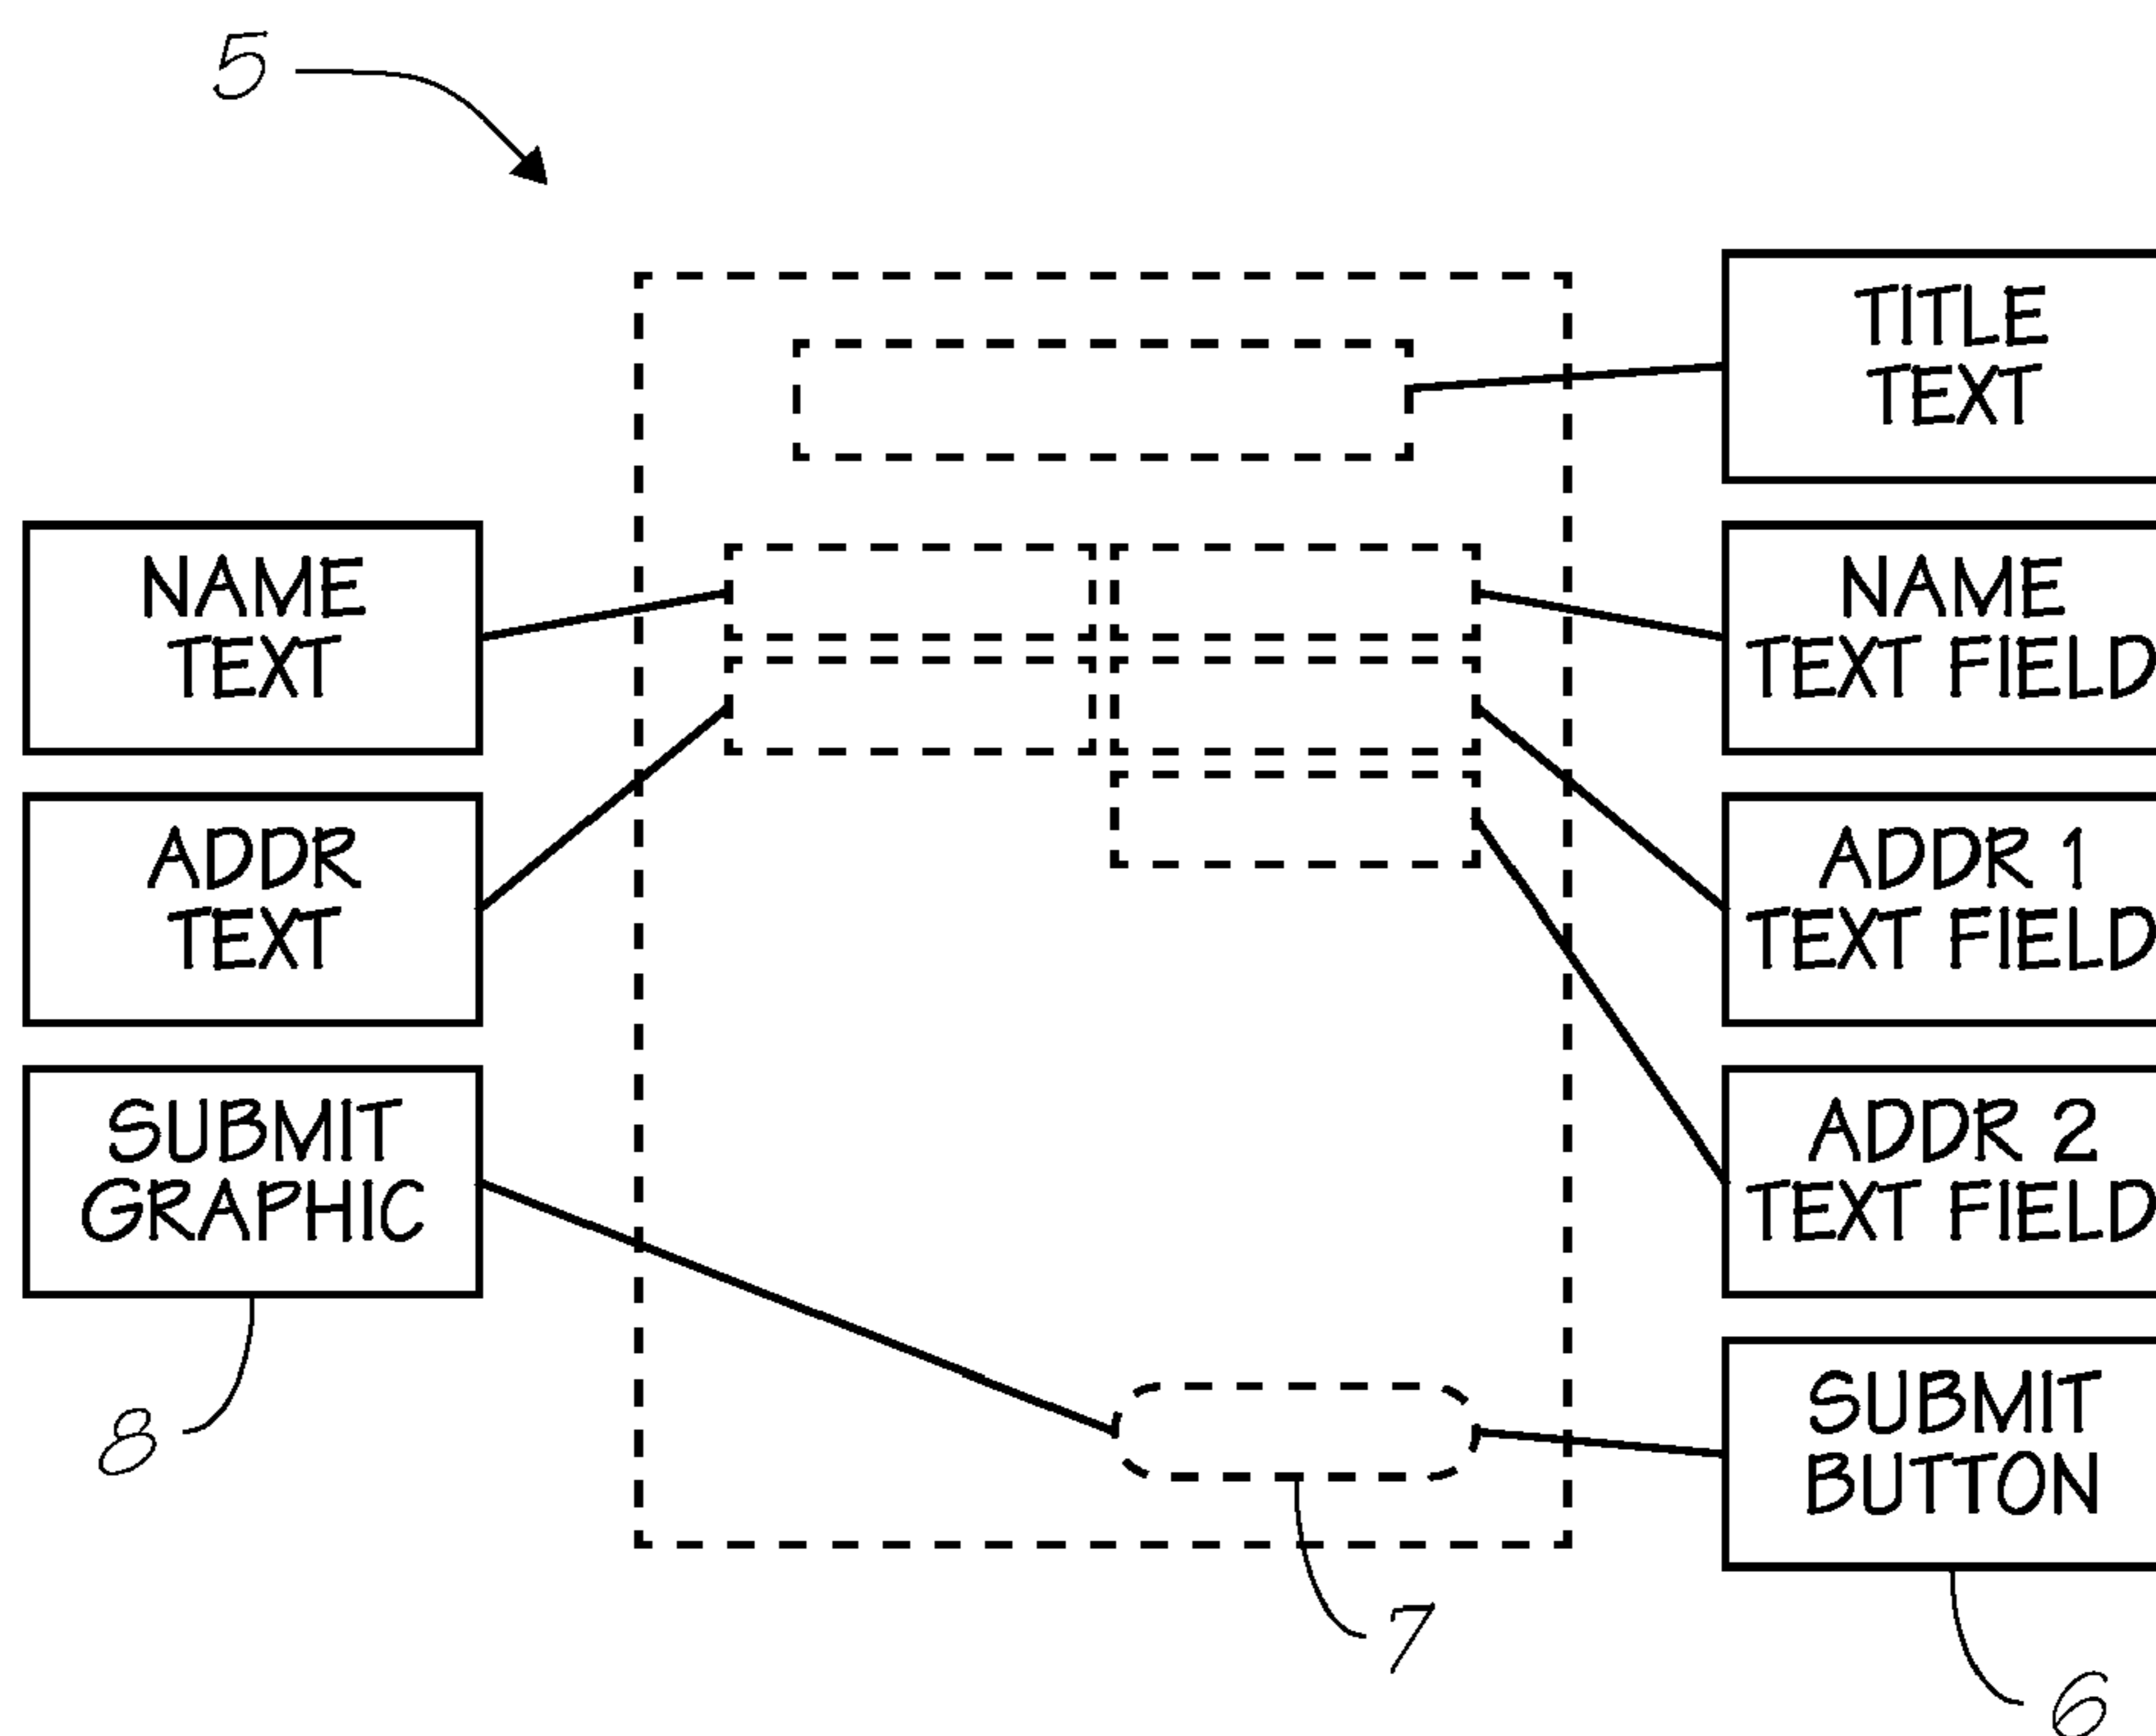 5
TITLE
TEXT
NAME
TEXT
NAME
TEXT FIELD
ADDR
TEXT
ADDR 1
TEXT FIELD
SUBMIT
GRAPHIC
ADDR 2
TEXT FIELD
SUBMIT
BUTTON
8
7
6